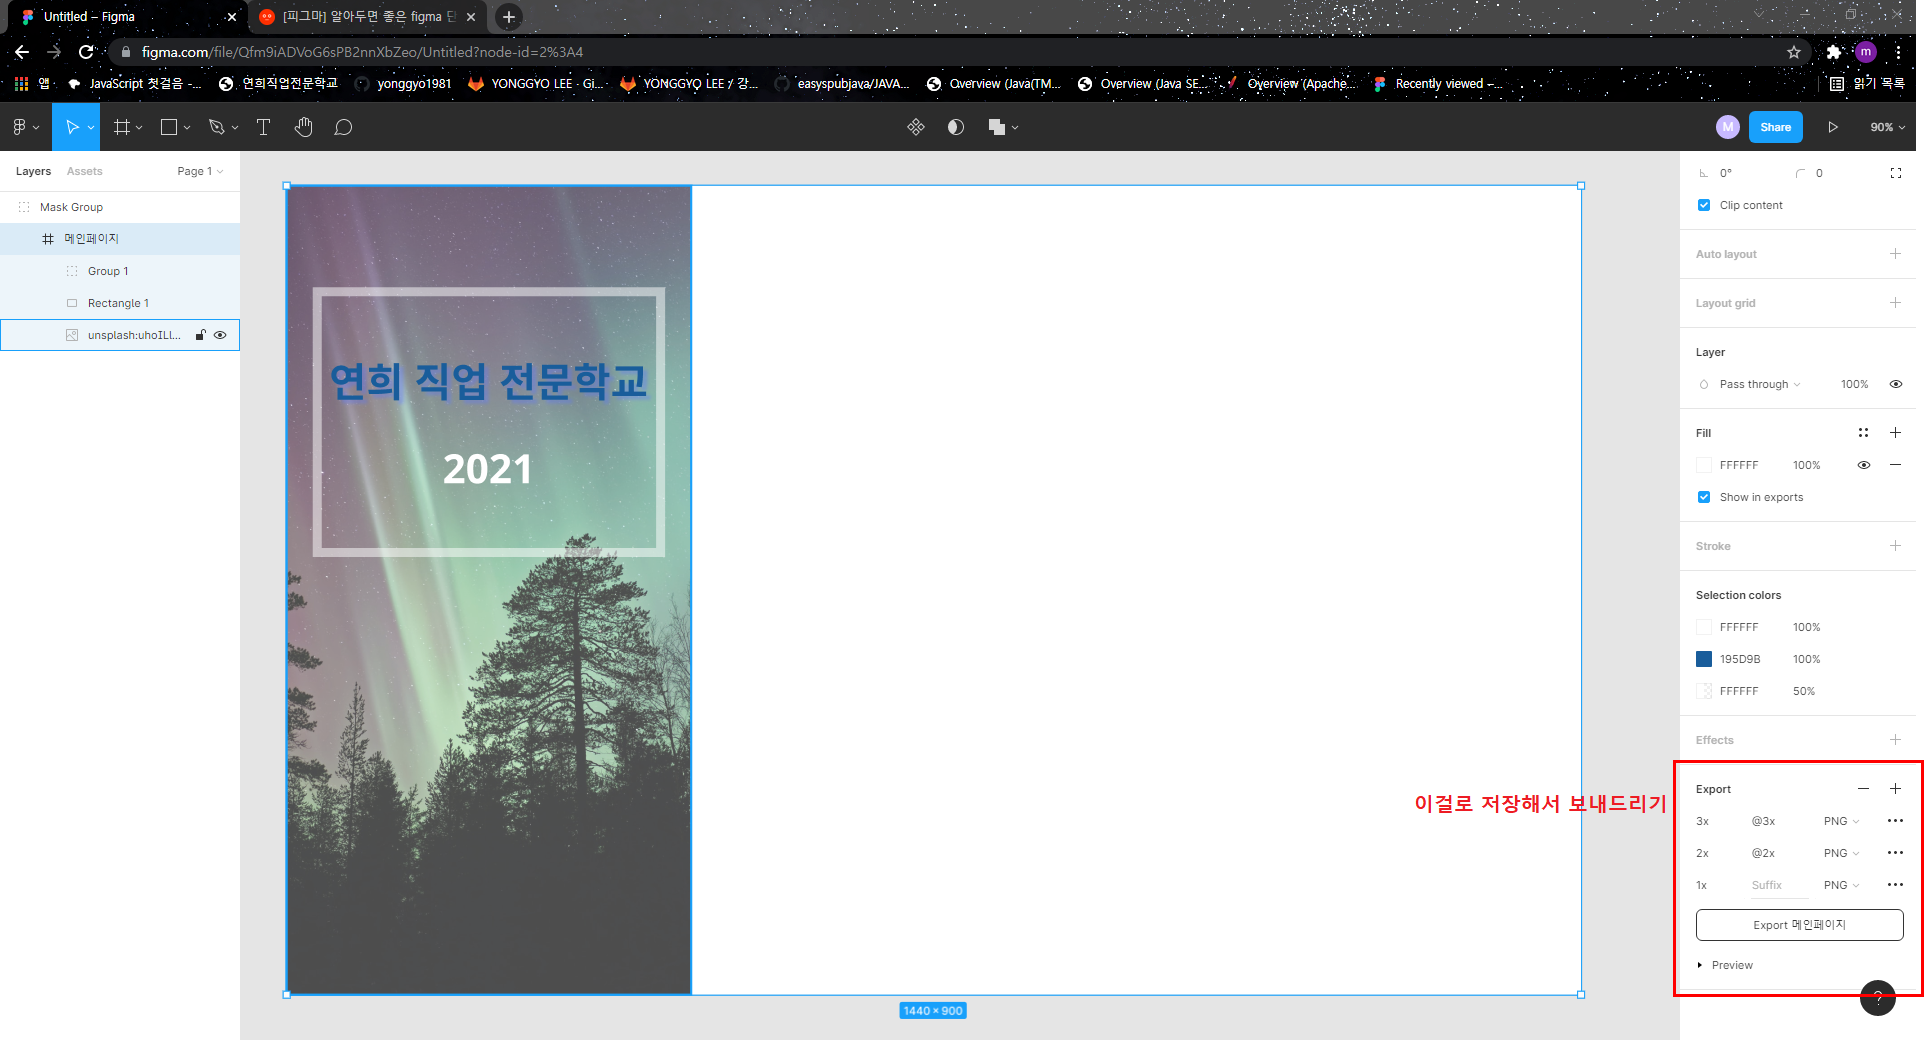 Untitled – Figma
[피그마] 알아두면 좋은 figma 단
figma.com/file/Qfm9iADVoG6sPB2nnXbZeo/Untitled?node-id=2%3A4
m
앱
JavaScript 첫걸음 -...
연희직업전문학교
yonggyo1981
YONGGYO LEE · Gi...
YONGGYO LEE / 강...
easyspubjava/JAVA...
Overview (Java(TM...
Overview (Java SE...
Overview (Apache...
Recently viewed –...
읽기 목록
M
Share
90%
Layers
Assets
Page 1
Mask Group
메인페이지
Group 1
Rectangle 1
unsplash:uhoILl...
연희 직업 전문학교
2021
1440 × 900
이걸로 저장해서 보내드리기
0°
0
Clip content
Auto layout
Layout grid
Layer
Pass through
100%
Fill
FFFFFF
100%
Show in exports
Stroke
Selection colors
FFFFFF
100%
195D9B
100%
FFFFFF
50%
Effects
Export
3x
@3x
PNG
2x
@2x
PNG
1x
Suffix
PNG
Export 메인페이지
Preview
?